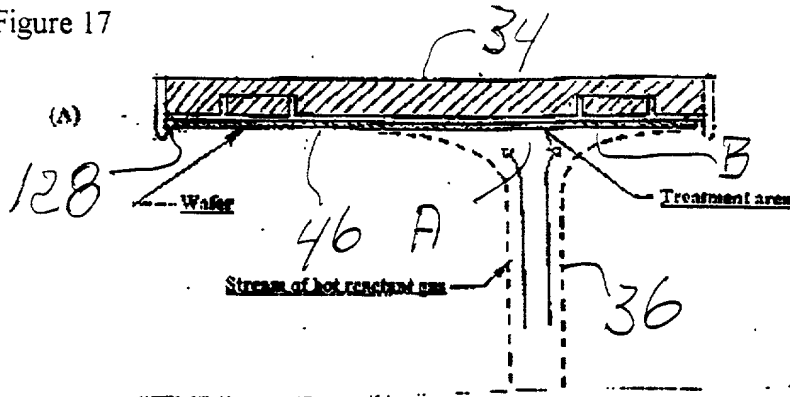 Figure 17
34
(A)
128
B
Wafer
46
A
Treatment area
Stream of hot reactant gas
36